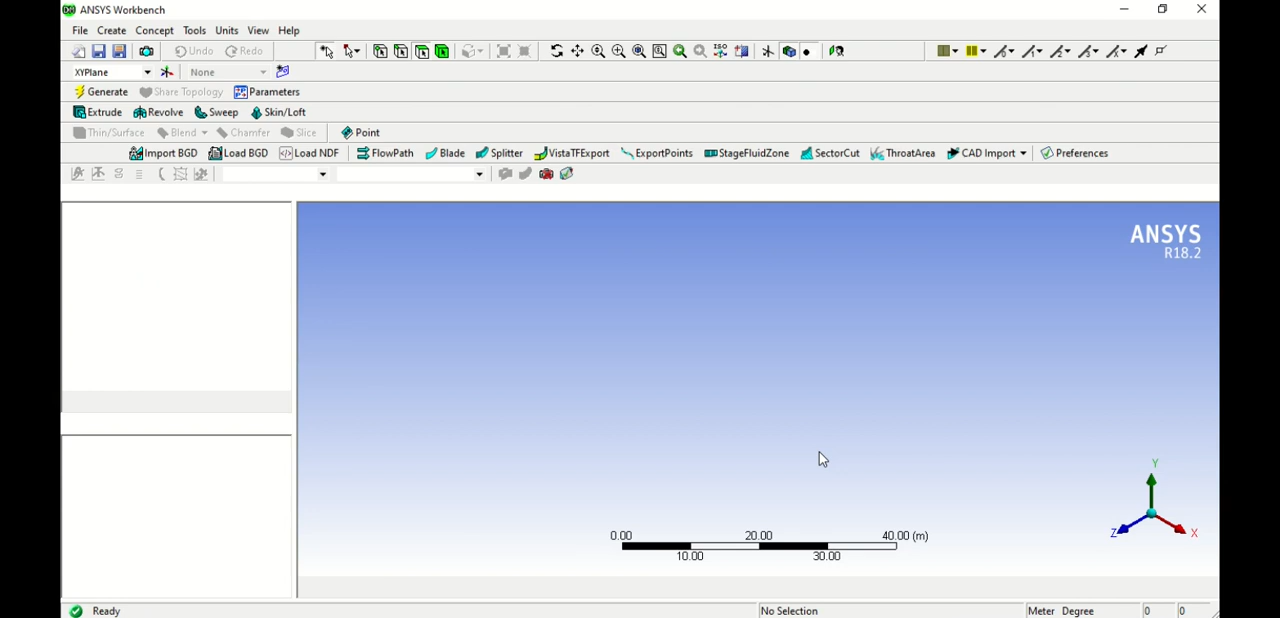 DM ANSYS Workbench
File Create Concept Tools Units View Help
Undo Redo ISO
XYPlane None
Generate Share Topology Parameters
Extrude Revolve Sweep Skin/Loft
Thin/Surface Blend Chamfer Slice Point
Import BGD Load BGD Load NDF FlowPath Blade Splitter VistaTFExport ExportPoints StageFluidZone SectorCut ThroatArea CAD Import Preferences
ANSYS
R18.2
Y
Z X
0.00 20.00 40.00 (m)
10.00 30.00
Ready No Selection Meter Degree 0 0